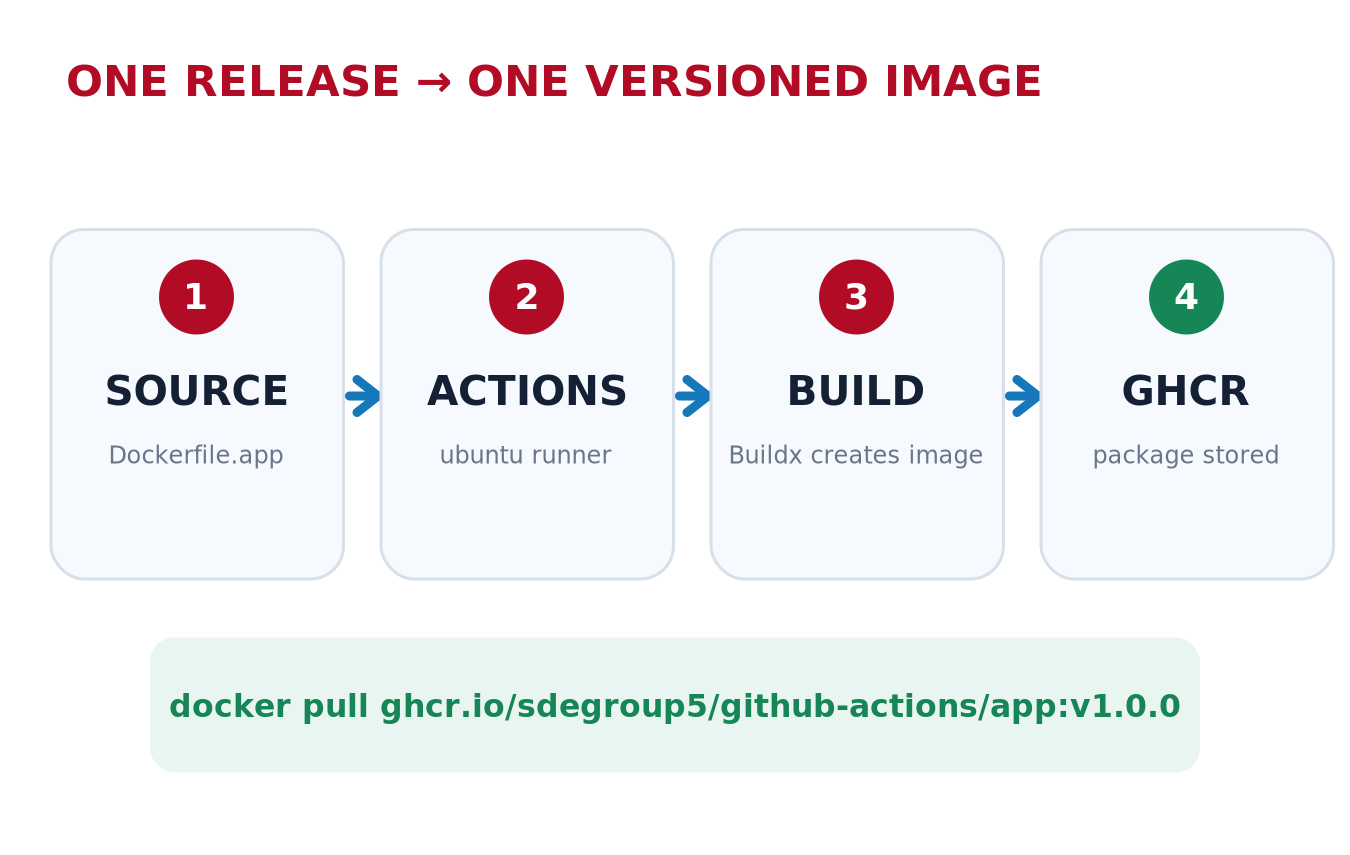 ONE RELEASE → ONE VERSIONED IMAGE
1
SOURCE
Dockerfile.app
2
ACTIONS
ubuntu runner
3
BUILD
Buildx creates image
4
GHCR
package stored
docker pull ghcr.io/sdegroup5/github-actions/app:v1.0.0